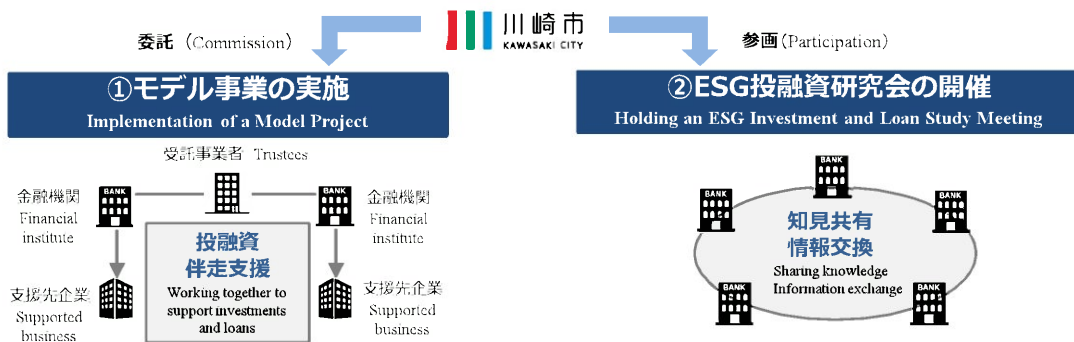 川崎市
KAWASAKI CITY
委託（Commission）
参画(Participation)
①モデル事業の実施
Implementation of a Model Project
受託事業者 Trustees
金融機関
Financial
institute
BANK
BANK
金融機関
Financial
institute
投融資
伴走支援
Working together to
support investments
and loans
支援先企業
Supported
business
支援先企業
Supported
business
②ESG投融資研究会の開催
Holding an ESG Investment and Loan Study Meeting
BANK
BANK
BANK
知見共有
情報交換
Sharing knowledge
Information exchange
BANK
BANK